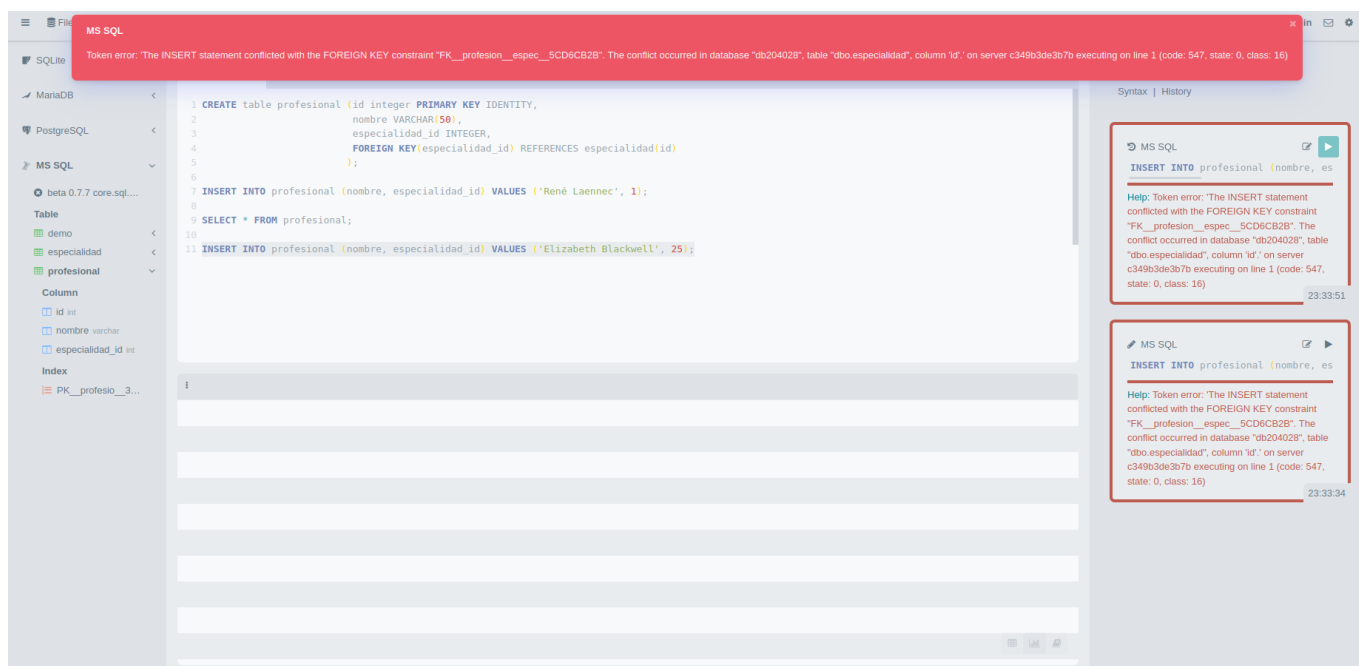 File
MS SQL
×
Token error: 'The INSERT statement conflicted with the FOREIGN KEY constraint "FK__profesion__espec__5CD6CB2B". The conflict occurred in database "db204028", table "dbo.especialidad", column 'id'.' on server c349b3de3b7b executing on line 1 (code: 547, state: 0, class: 16)
in
SQLite
MariaDB
PostgreSQL
MS SQL
beta 0.7.7 core.sql....
Table
demo
especialidad
profesional
Column
id int
nombre varchar
especialidad_id int
Index
PK__profesio__3...
1 CREATE table profesional (id integer PRIMARY KEY IDENTITY,
2 nombre VARCHAR(50),
3 especialidad_id INTEGER,
4 FOREIGN KEY(especialidad_id) REFERENCES especialidad(id)
5 );
6
7 INSERT INTO profesional (nombre, especialidad_id) VALUES ('René Laennec', 1);
8
9 SELECT * FROM profesional;
10
11 INSERT INTO profesional (nombre, especialidad_id) VALUES ('Elizabeth Blackwell', 25);
Syntax | History
MS SQL
INSERT INTO profesional (nombre, es
Help: Token error: 'The INSERT statement
conflicted with the FOREIGN KEY constraint
"FK__profesion__espec__5CD6CB2B". The
conflict occurred in database "db204028", table
"dbo.especialidad", column 'id'.' on server
c349b3de3b7b executing on line 1 (code: 547,
state: 0, class: 16)
23:33:51
MS SQL
INSERT INTO profesional (nombre, es
Help: Token error: 'The INSERT statement
conflicted with the FOREIGN KEY constraint
"FK__profesion__espec__5CD6CB2B". The
conflict occurred in database "db204028", table
"dbo.especialidad", column 'id'.' on server
c349b3de3b7b executing on line 1 (code: 547,
state: 0, class: 16)
23:33:34